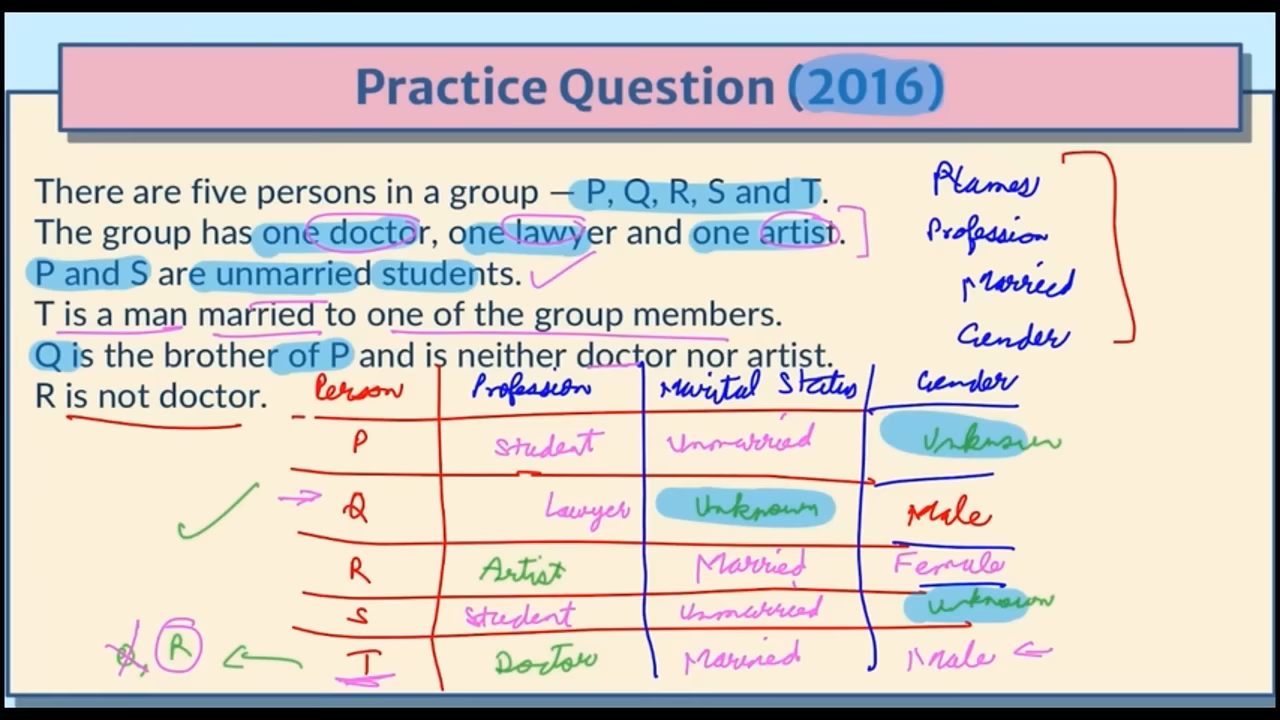 Practice Question (2016)
There are five persons in a group — P, Q, R, S and T.
The group has one doctor, one lawyer and one artist.
P and S are unmarried students.
T is a man married to one of the group members.
Q is the brother of P and is neither doctor nor artist.
R is not doctor.
Names
Profession
Married
Gender
Person Profession Marital Status Gender
P Student Unmarried Unknown
Q Lawyer Unknown Male
R Artist Married Female
S Student Unmarried Unknown
Q, R T Doctor Married Male